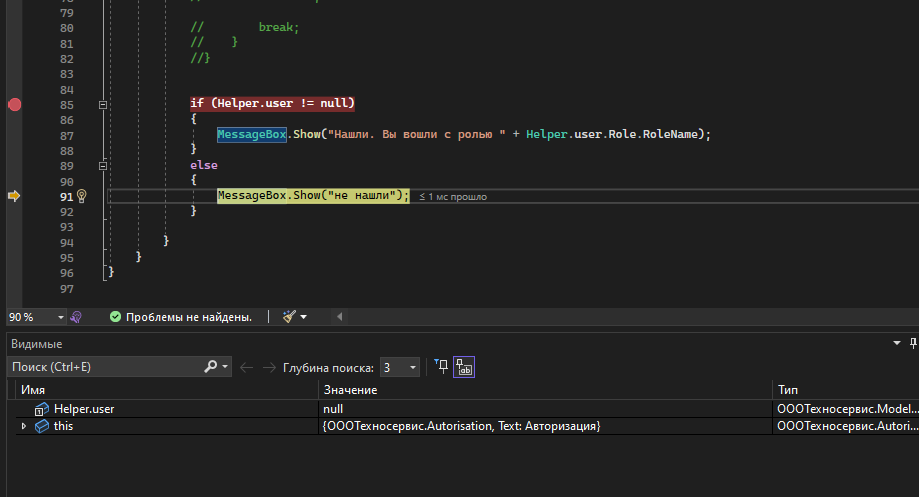 79
80 //        break;
81 //    }
82 //}
83
84
85 if (Helper.user != null)
86 {
87 MessageBox.Show("Нашли. Вы вошли с ролью " + Helper.user.Role.RoleName);
88 }
89 else
90 {
91 MessageBox.Show("не нашли"); ≤ 1 мс прошло
92 }
93
94 }
95 }
96 }
97
90 % Проблемы не найдены.
Видимые
Поиск (Ctrl+E) Глубина поиска: 3
Имя Значение Тип
Helper.user null ОООТехносервис.Model...
this {ОООТехносервис.Autorisation, Text: Авторизация} ОООТехносервис.Autori...